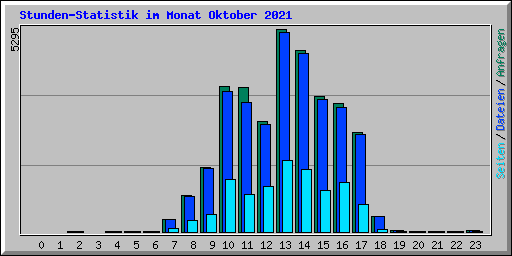 Stunden-Statistik im Monat Oktober 2021
5295
Seiten / Dateien / Anfragen
0 1 2 3 4 5 6 7 8 9 10 11 12 13 14 15 16 17 18 19 20 21 22 23